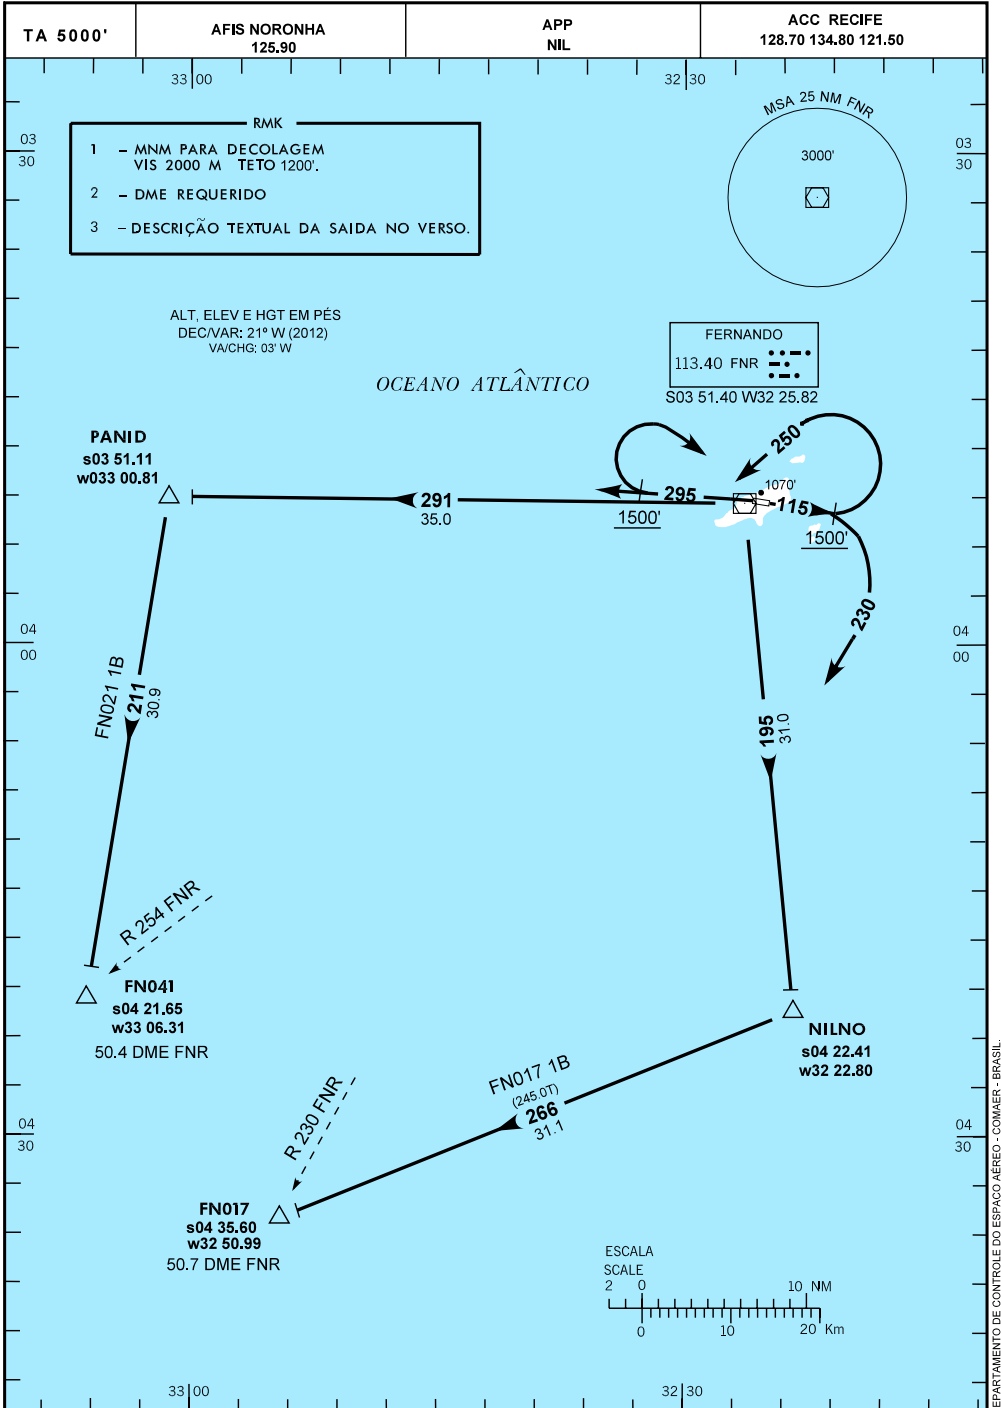 TA 5000'
AFIS NORONHA
125.90
APP
NIL
ACC RECIFE
128.70 134.80 121.50
33 00
32 30
03
30
03
30
RMK
1 – MNM PARA DECOLAGEM
VIS 2000 M TETO 1200'.
2 – DME REQUERIDO
3 – DESCRIÇÃO TEXTUAL DA SAIDA NO VERSO.
MSA 25 NM FNR
3000'
ALT, ELEV E HGT EM PÉS
DEC/VAR: 21º W (2012)
VA/CHG: 03' W
OCEANO ATLÂNTICO
FERNANDO
113.40 FNR
S03 51.40 W32 25.82
PANID
s03 51.11
w033 00.81
291
35.0
295
1500'
250
1070'
115
1500'
230
04
00
04
00
FN021 1B
211
30.9
195
31.0
R 254 FNR
FN041
s04 21.65
w33 06.31
50.4 DME FNR
NILNO
s04 22.41
w32 22.80
FN017 1B
(245.0T)
266
31.1
R 230 FNR
04
30
04
30
FN017
s04 35.60
w32 50.99
50.7 DME FNR
ESCALA
SCALE
2 0 10 NM
0 10 20 Km
33 00
32 30
EPARTAMENTO DE CONTROLE DO ESPAÇO AÉREO - COMAER - BRASIL.